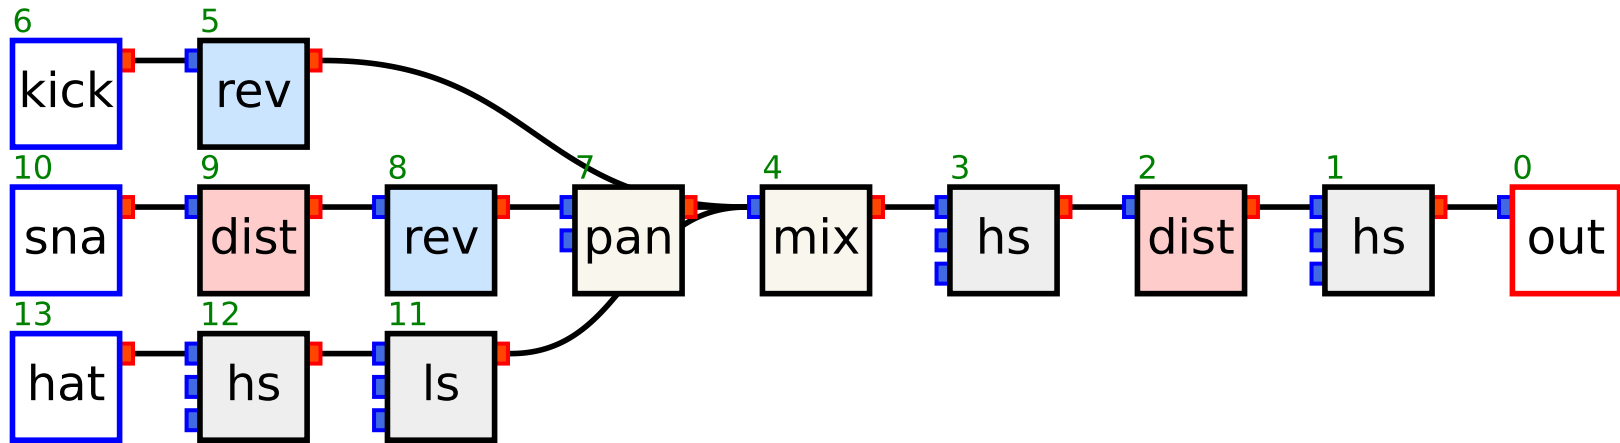 6 5
kick rev
10 9 8 7 4 3 2 1 0
sna dist rev pan mix hs dist hs out
13 12 11
hat hs ls